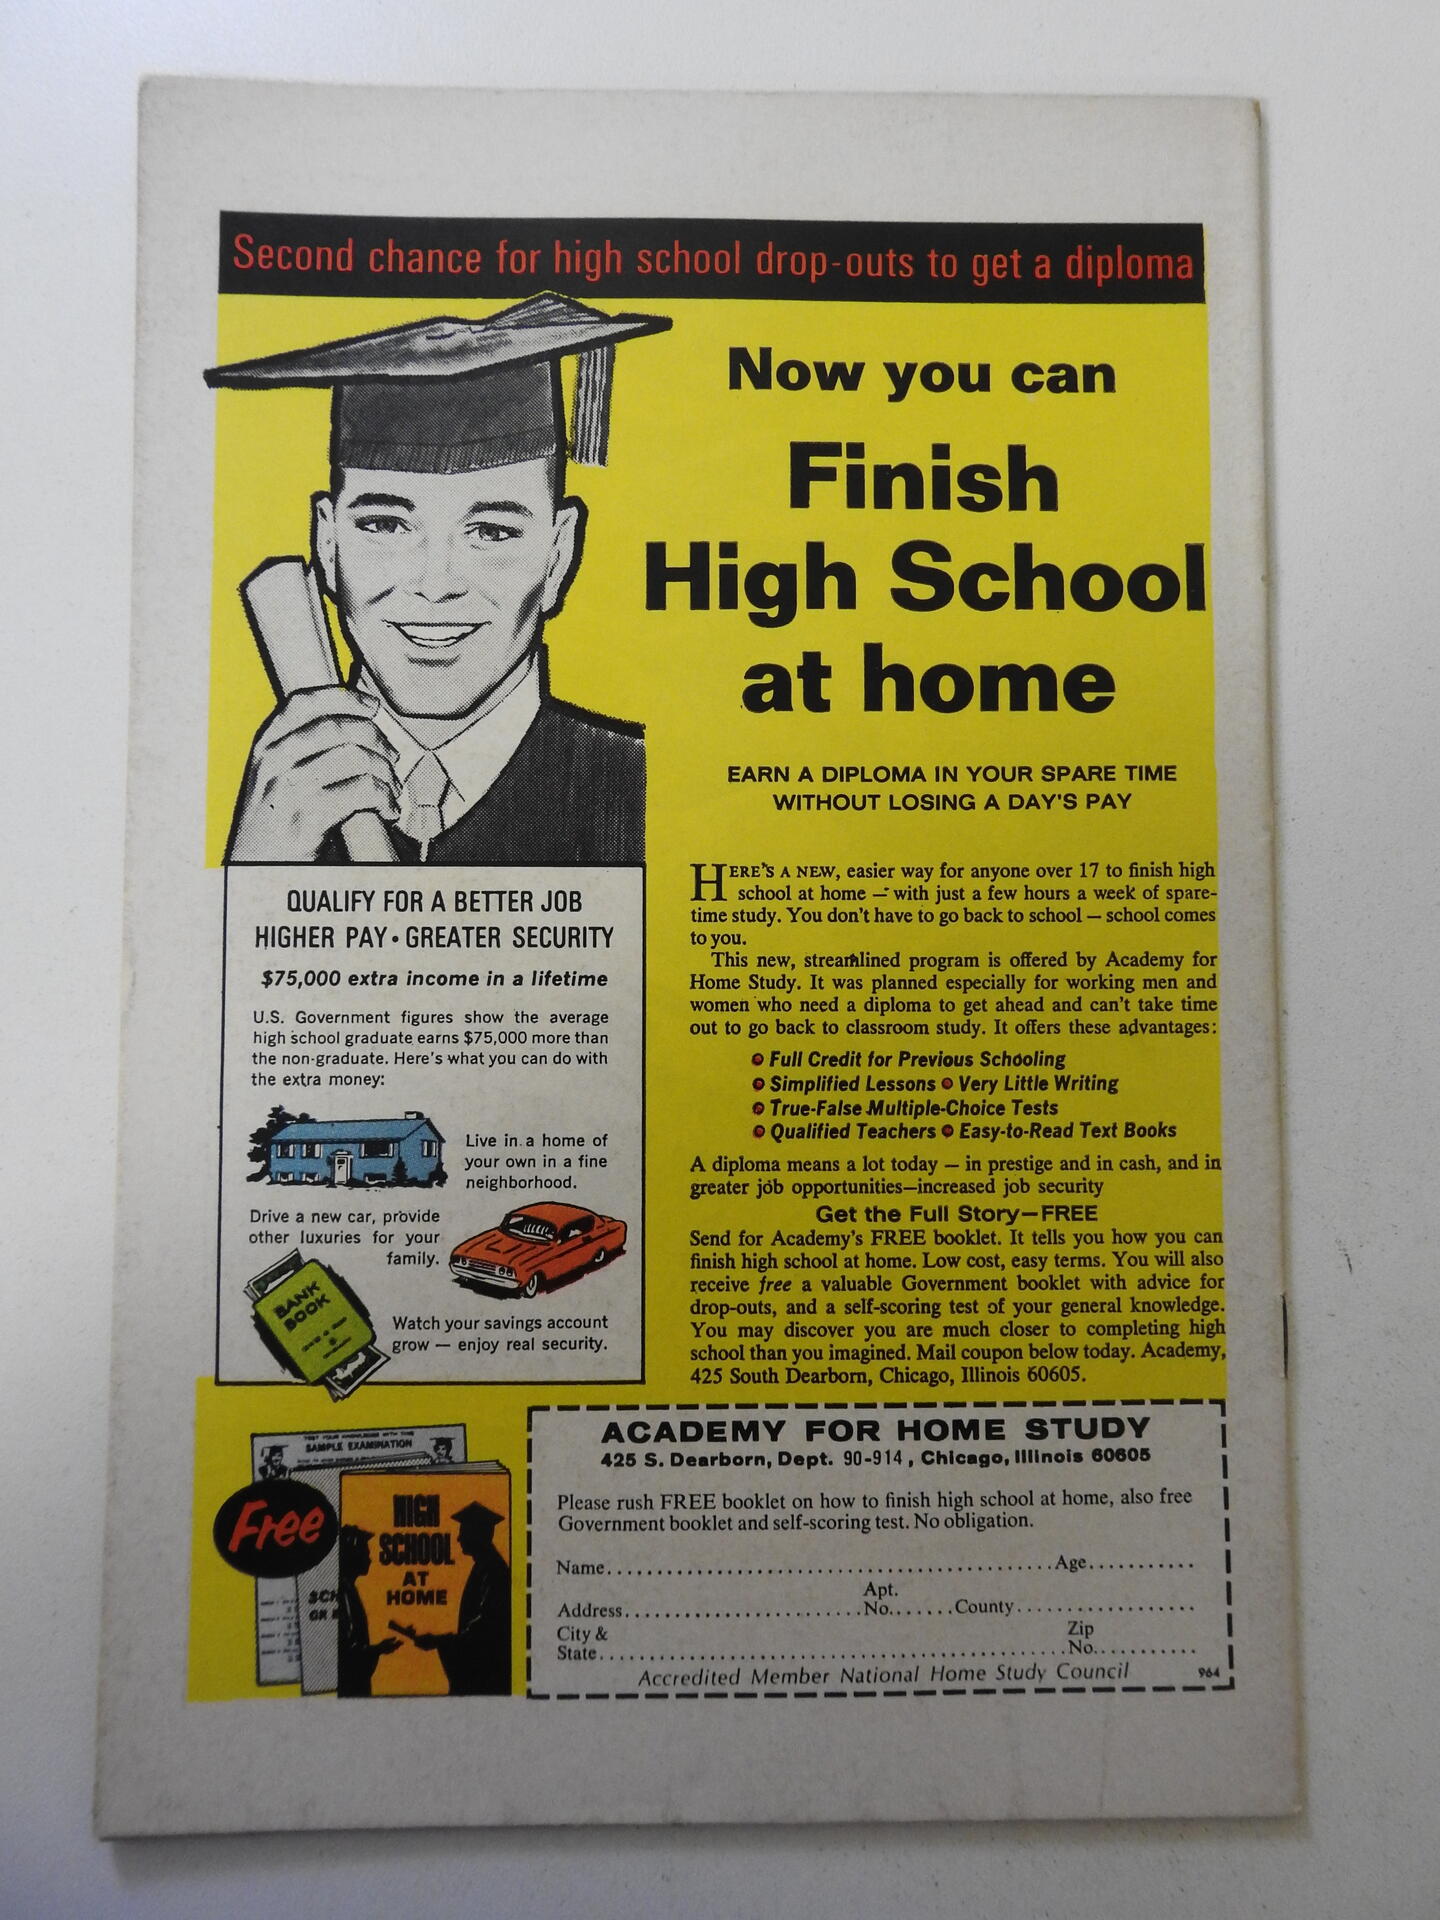 Second chance for high school drop-outs to get a diploma
Now you can
Finish
High School
at home
EARN A DIPLOMA IN YOUR SPARE TIME
WITHOUT LOSING A DAY'S PAY
HERE'S A NEW, easier way for anyone over 17 to finish high
school at home — with just a few hours a week of spare-
time study. You don't have to go back to school — school comes
to you.
This new, streamlined program is offered by Academy for
Home Study. It was planned especially for working men and
women who need a diploma to get ahead and can't take time
out to go back to classroom study. It offers these advantages:
• Full Credit for Previous Schooling
• Simplified Lessons • Very Little Writing
• True-False Multiple-Choice Tests
• Qualified Teachers • Easy-to-Read Text Books
A diploma means a lot today — in prestige and in cash, and in
greater job opportunities—increased job security
Get the Full Story—FREE
Send for Academy's FREE booklet. It tells you how you can
finish high school at home. Low cost, easy terms. You will also
receive free a valuable Government booklet with advice for
drop-outs, and a self-scoring test of your general knowledge.
You may discover you are much closer to completing high
school than you imagined. Mail coupon below today. Academy,
425 South Dearborn, Chicago, Illinois 60605.
QUALIFY FOR A BETTER JOB
HIGHER PAY • GREATER SECURITY
$75,000 extra income in a lifetime
U.S. Government figures show the average
high school graduate earns $75,000 more than
the non-graduate. Here's what you can do with
the extra money:
Live in a home of
your own in a fine
neighborhood.
Drive a new car, provide
other luxuries for your
family.
BANK
BOOK
Watch your savings account
grow — enjoy real security.
TEST YOUR KNOWLEDGE WITH THIS
SAMPLE EXAMINATION
Free
HIGH
SCHOOL
AT
HOME
ACADEMY FOR HOME STUDY
425 S. Dearborn, Dept. 90-914, Chicago, Illinois 60605
Please rush FREE booklet on how to finish high school at home, also free
Government booklet and self-scoring test. No obligation.
Name.......................................................Age...........
Apt.
Address..............................No.......County..................
City & Zip
State.......................................................No...........
Accredited Member National Home Study Council 964